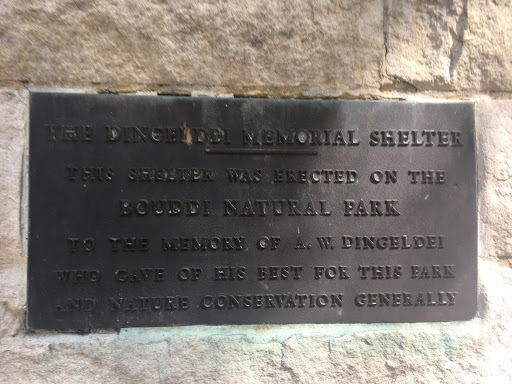 THE DINGELDEI MEMORIAL SHELTER
THIS SHELTER WAS ERECTED ON THE
BOUDDI NATURAL PARK
TO THE MEMORY OF A. W. DINGELDEI
WHO GAVE OF HIS BEST FOR THIS PARK
AND NATURE CONSERVATION GENERALLY